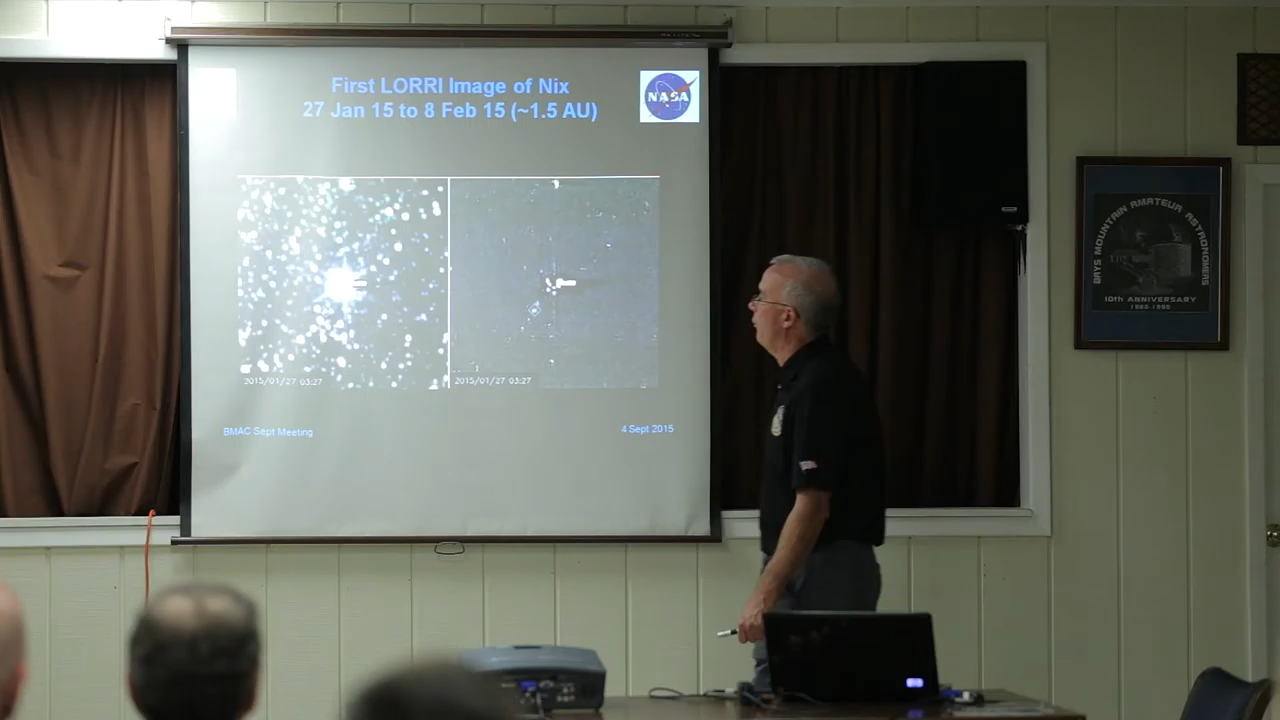 First LORRI Image of Nix
27 Jan 15 to 8 Feb 15 (~1.5 AU)
NASA
2015/01/27 03:27
2015/01/27 03:27
BMAC Sept Meeting
4 Sept 2015
BAYS MOUNTAIN AMATEUR ASTRONOMERS
10th ANNIVERSARY
1980-1990